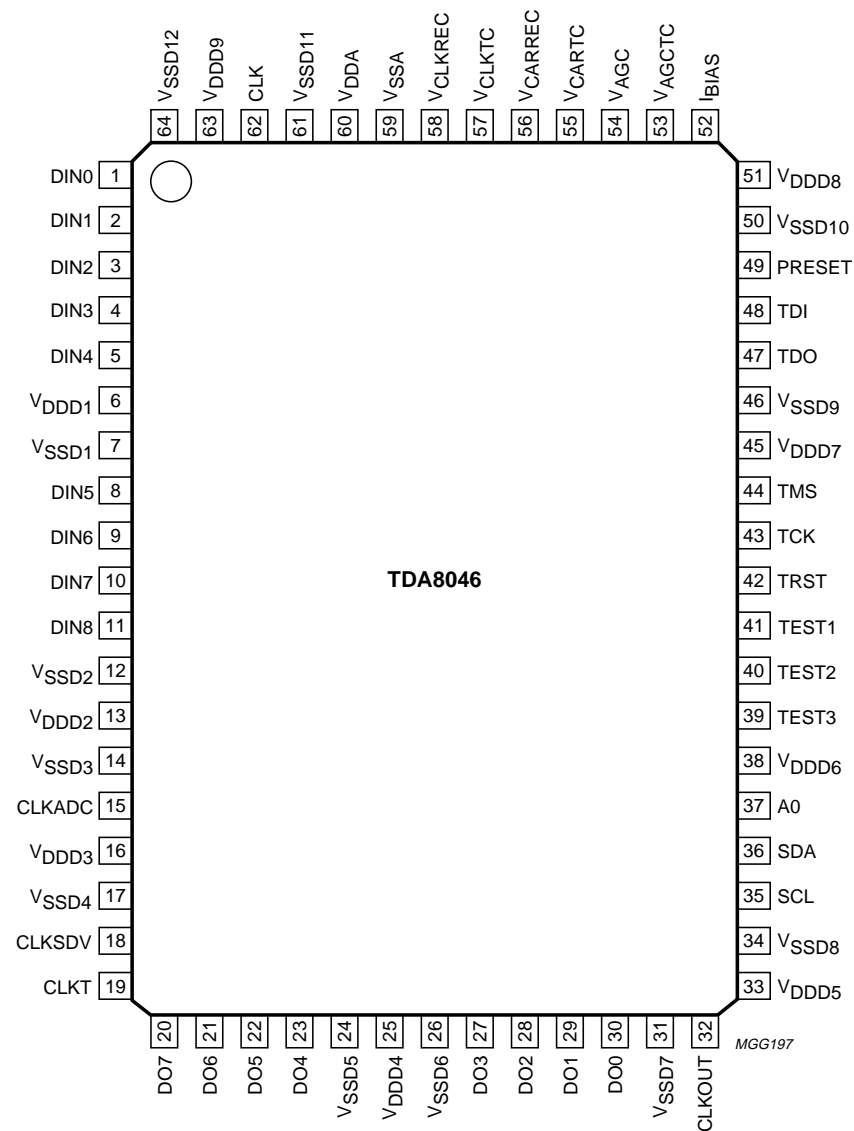 64 VSSD12
63 VDDD9
62 CLK
61 VSSD11
60 VDDA
59 VSSA
58 VCLKREC
57 VCLKTC
56 VCARREC
55 VCARTC
54 VAGC
53 VAGCTC
52 IBIAS
DIN0 1
DIN1 2
DIN2 3
DIN3 4
DIN4 5
VDDD1 6
VSSD1 7
DIN5 8
DIN6 9
DIN7 10
DIN8 11
VSSD2 12
VDDD2 13
VSSD3 14
CLKADC 15
VDDD3 16
VSSD4 17
CLKSDV 18
CLKT 19
TDA8046
51 VDDD8
50 VSSD10
49 PRESET
48 TDI
47 TDO
46 VSSD9
45 VDDD7
44 TMS
43 TCK
42 TRST
41 TEST1
40 TEST2
39 TEST3
38 VDDD6
37 A0
36 SDA
35 SCL
34 VSSD8
33 VDDD5
DO7 20
DO6 21
DO5 22
DO4 23
VSSD5 24
VDDD4 25
VSSD6 26
DO3 27
DO2 28
DO1 29
DO0 30
VSSD7 31
CLKOUT 32
MGG197